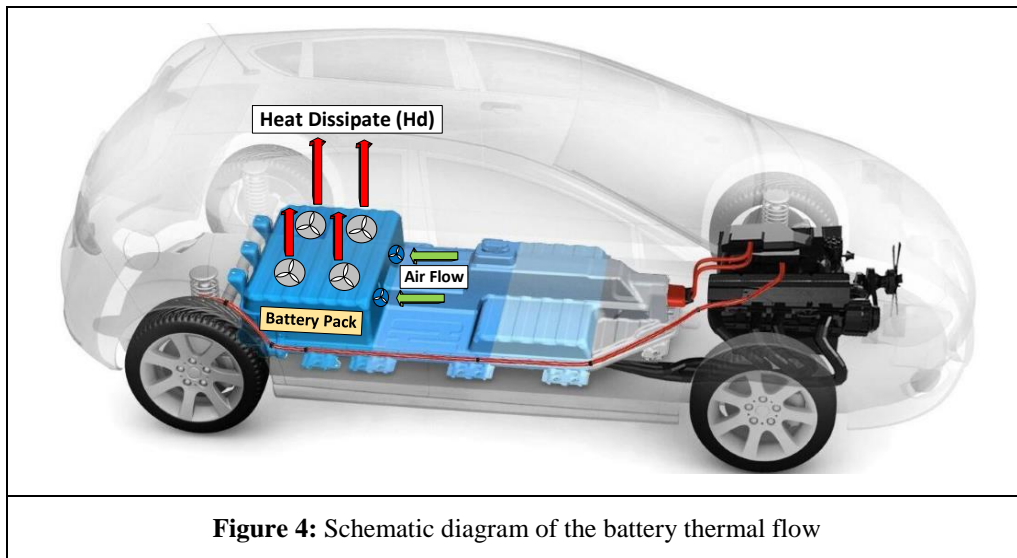 Heat Dissipate (Hd)
Air Flow
Battery Pack
Figure 4: Schematic diagram of the battery thermal flow